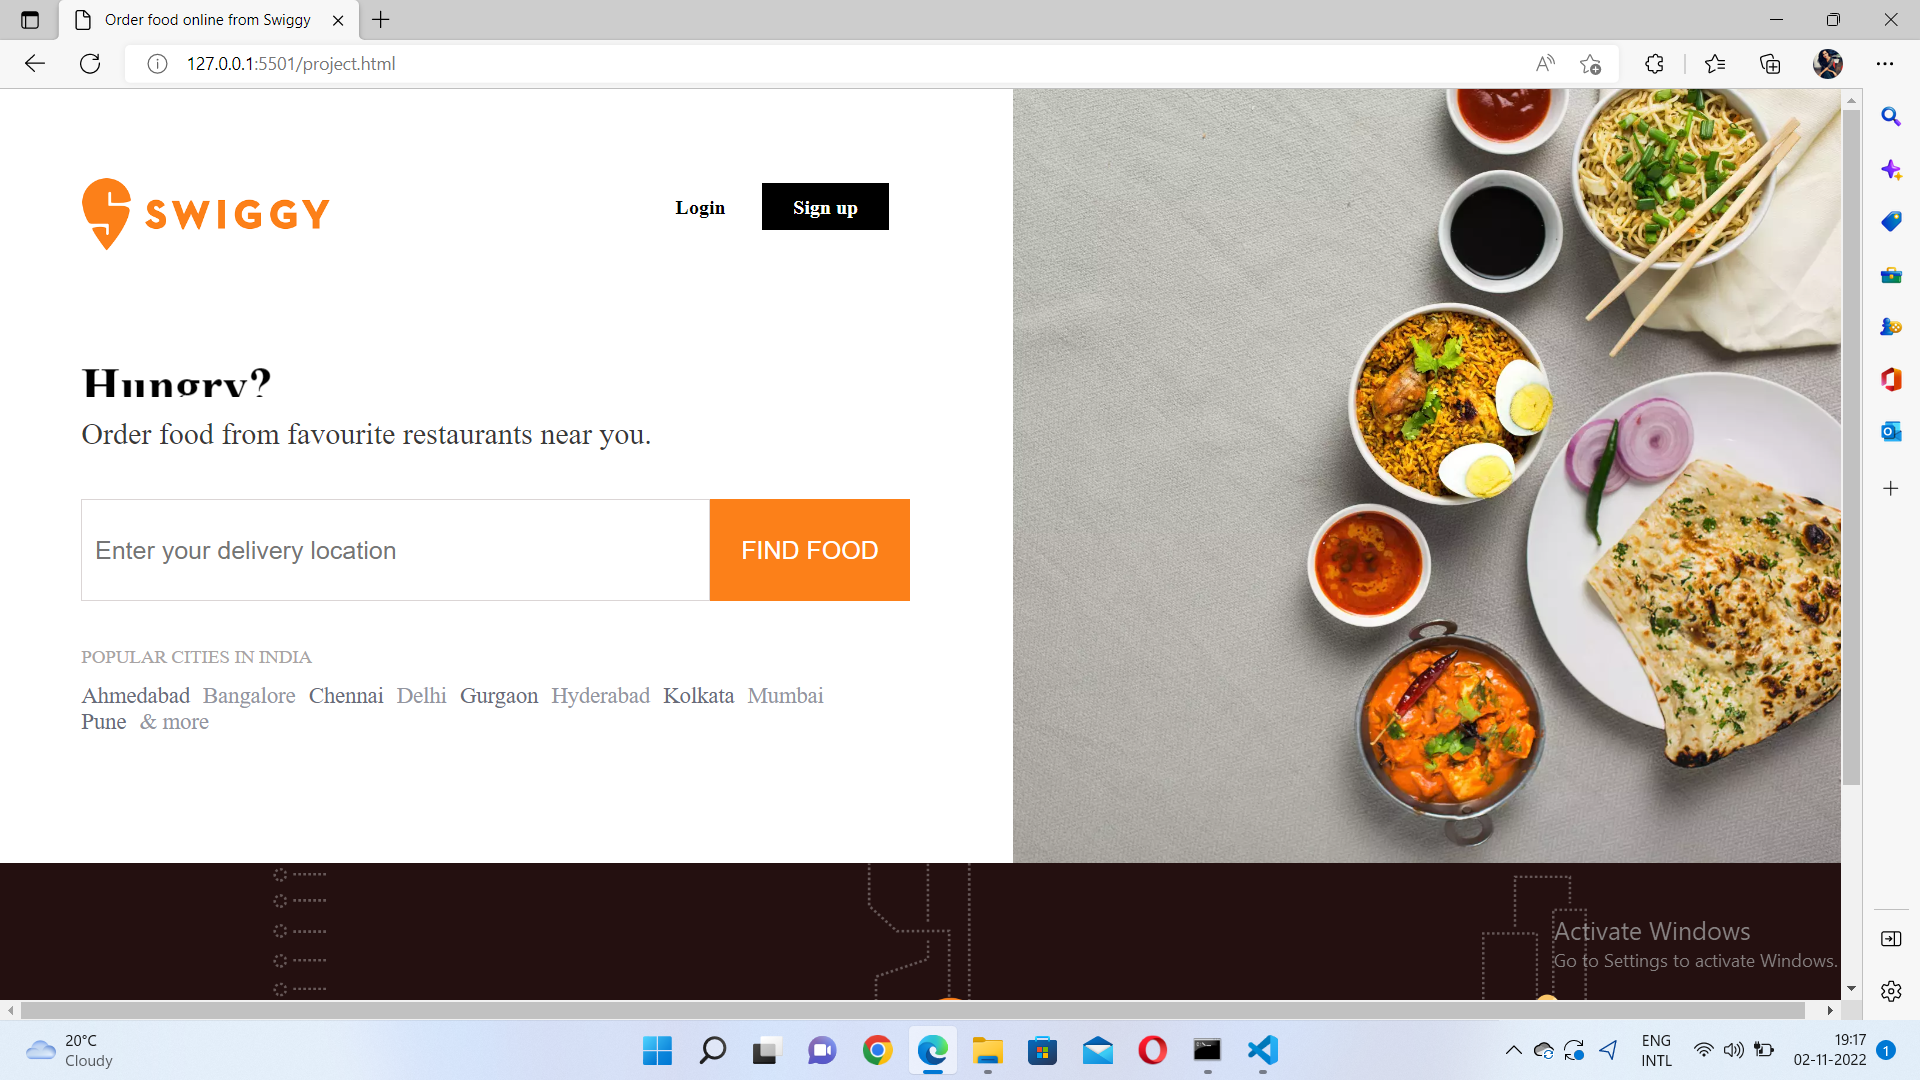 Order food online from Swiggy
127.0.0.1:5501/project.html
SWIGGY
Login
Sign up
Hungry?
Order food from favourite restaurants near you.
Enter your delivery location
FIND FOOD
POPULAR CITIES IN INDIA
Ahmedabad Bangalore Chennai Delhi Gurgaon Hyderabad Kolkata Mumbai
Pune & more
Activate Windows
Go to Settings to activate Windows.
20°C
Cloudy
ENG
INTL
19:17
02-11-2022
1